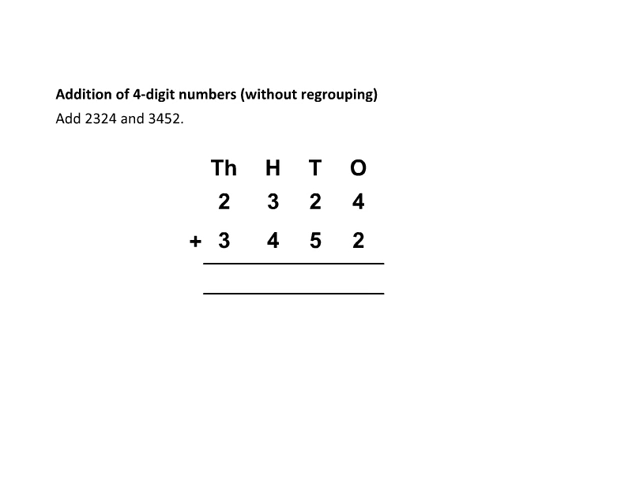 Addition of 4-digit numbers (without regrouping)
Add 2324 and 3452.
Th H T O
2 3 2 4
+ 3 4 5 2